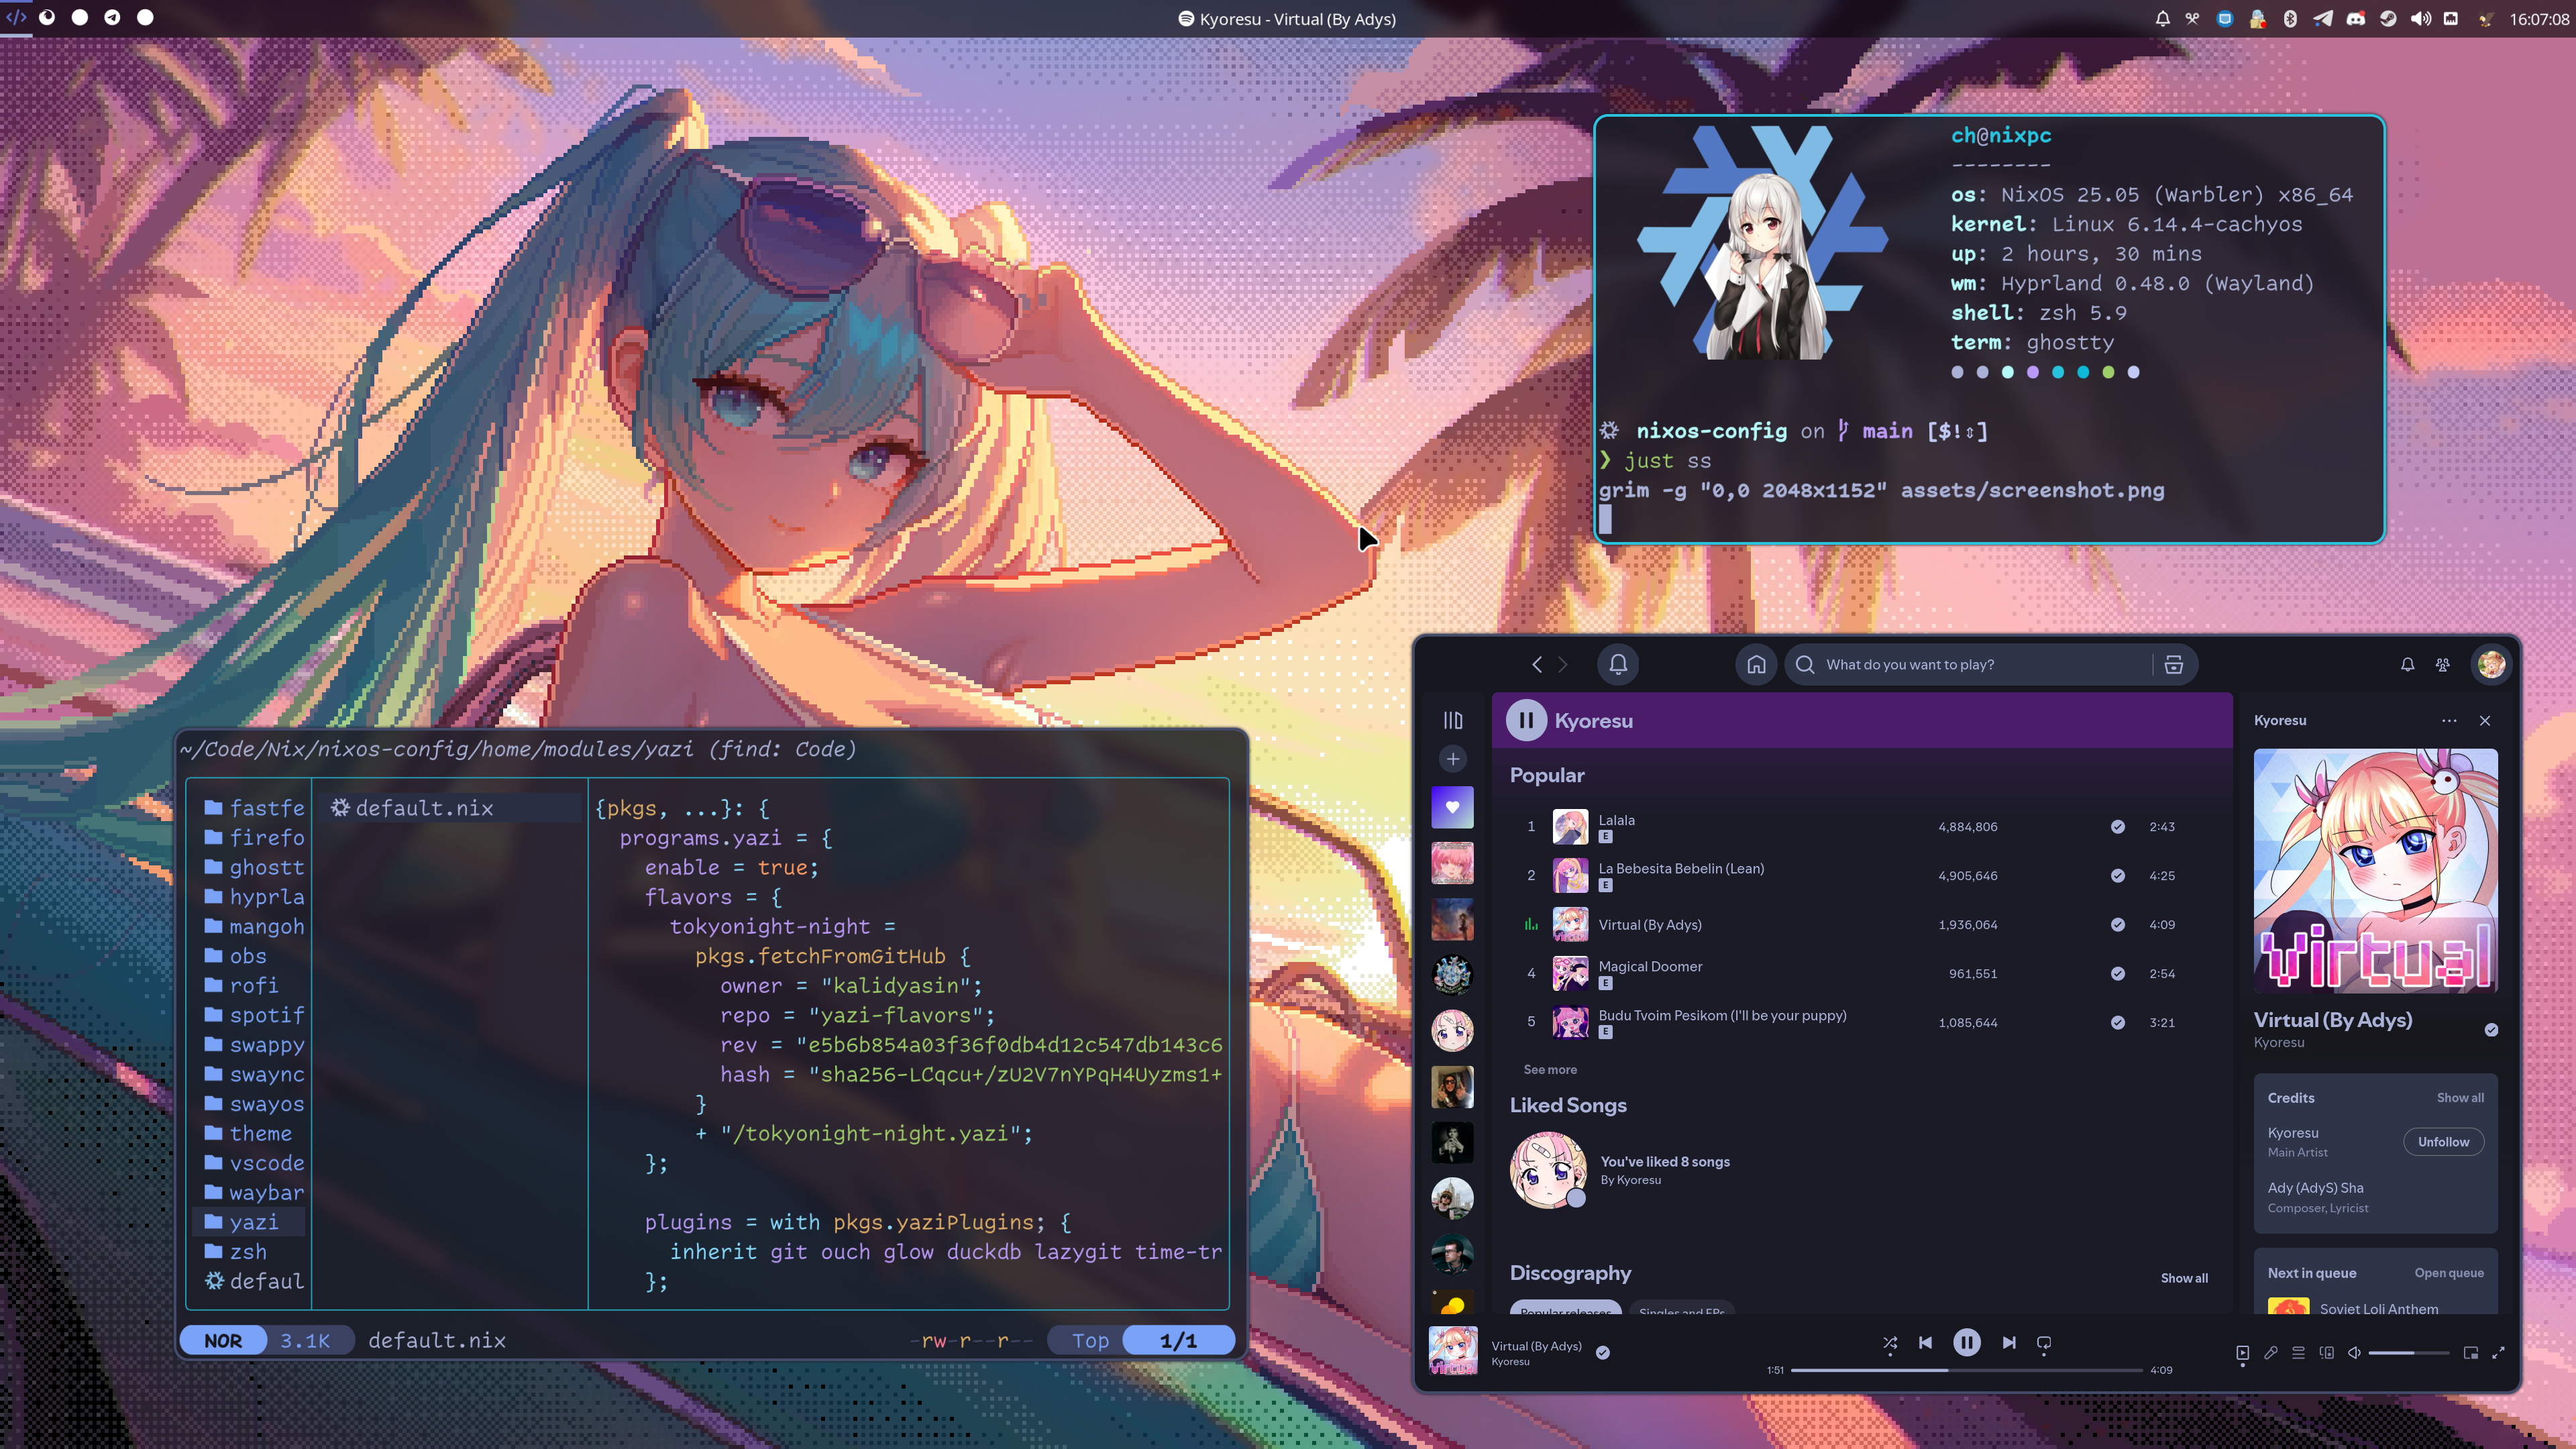 Kyoresu - Virtual (By Adys)
16:07:08
ch@nixpc
--------
os: NixOS 25.05 (Warbler) x86_64
kernel: Linux 6.14.4-cachyos
up: 2 hours, 30 mins
wm: Hyprland 0.48.0 (Wayland)
shell: zsh 5.9
term: ghostty
nixos-config on main [$!⇕]
❯ just ss
grim -g "0,0 2048x1152" assets/screenshot.png
~/Code/Nix/nixos-config/home/modules/yazi (find: Code)
fastfe
firefo
ghostt
hyprla
mangoh
obs
rofi
spotif
swappy
swaync
swayos
theme
vscode
waybar
yazi
zsh
defaul
default.nix
{pkgs, ...}: {
programs.yazi = {
enable = true;
flavors = {
tokyonight-night =
pkgs.fetchFromGitHub {
owner = "kalidyasin";
repo = "yazi-flavors";
rev = "e5b6b854a03f36f0db4d12c547db143c6
hash = "sha256-LCqcu+/zU2V7nYPqH4Uyzms1+
}
+ "/tokyonight-night.yazi";
};
plugins = with pkgs.yaziPlugins; {
inherit git ouch glow duckdb lazygit time-tr
};
NOR 3.1K default.nix
-rw-r--r-- Top 1/1
What do you want to play?
Kyoresu
Popular
1 Lalala 4,884,806 2:43
E
2 La Bebesita Bebelin (Lean) 4,905,646 4:25
E
Virtual (By Adys) 1,936,064 4:09
4 Magical Doomer 961,551 2:54
E
5 Budu Tvoim Pesikom (I'll be your puppy) 1,085,644 3:21
E
See more
Liked Songs
You've liked 8 songs
By Kyoresu
Discography
Show all
Popular releases Singles and EPs
Kyoresu
virtual
Virtual (By Adys)
Kyoresu
Credits Show all
Kyoresu
Main Artist
Unfollow
Ady (AdyS) Sha
Composer, Lyricist
Next in queue Open queue
Soviet Loli Anthem
Virtual (By Adys)
Kyoresu
1:51 4:09